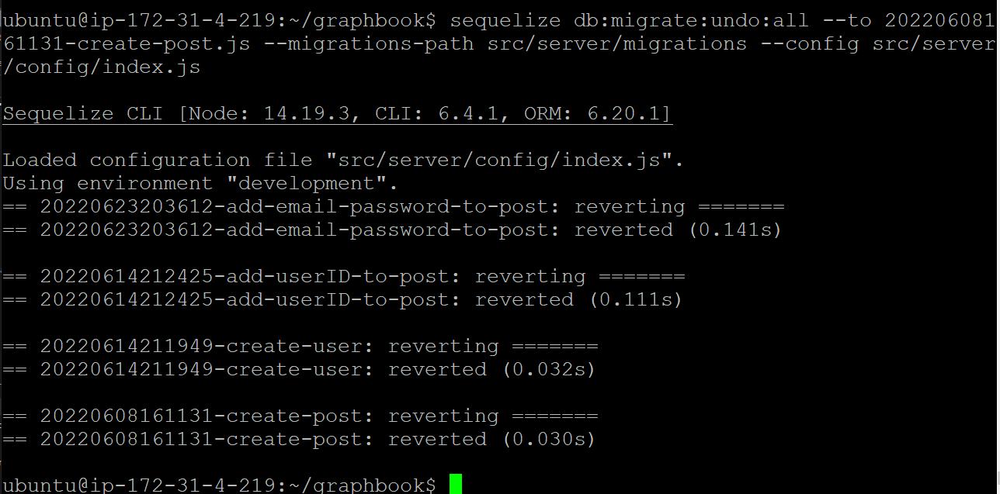 ubuntu@ip-172-31-4-219:~/graphbook$ sequelize db:migrate:undo:all --to 202206081
61131-create-post.js --migrations-path src/server/migrations --config src/server
/config/index.js
Sequelize CLI [Node: 14.19.3, CLI: 6.4.1, ORM: 6.20.1]
Loaded configuration file "src/server/config/index.js".
Using environment "development".
== 20220623203612-add-email-password-to-post: reverting =======
== 20220623203612-add-email-password-to-post: reverted (0.141s)
== 20220614212425-add-userID-to-post: reverting =======
== 20220614212425-add-userID-to-post: reverted (0.111s)
== 20220614211949-create-user: reverting =======
== 20220614211949-create-user: reverted (0.032s)
== 20220608161131-create-post: reverting =======
== 20220608161131-create-post: reverted (0.030s)
ubuntu@ip-172-31-4-219:~/graphbook$